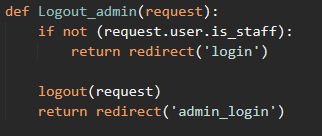 def Logout_admin(request):
    if not (request.user.is_staff):
        return redirect('login')
    logout(request)
    return redirect('admin_login')